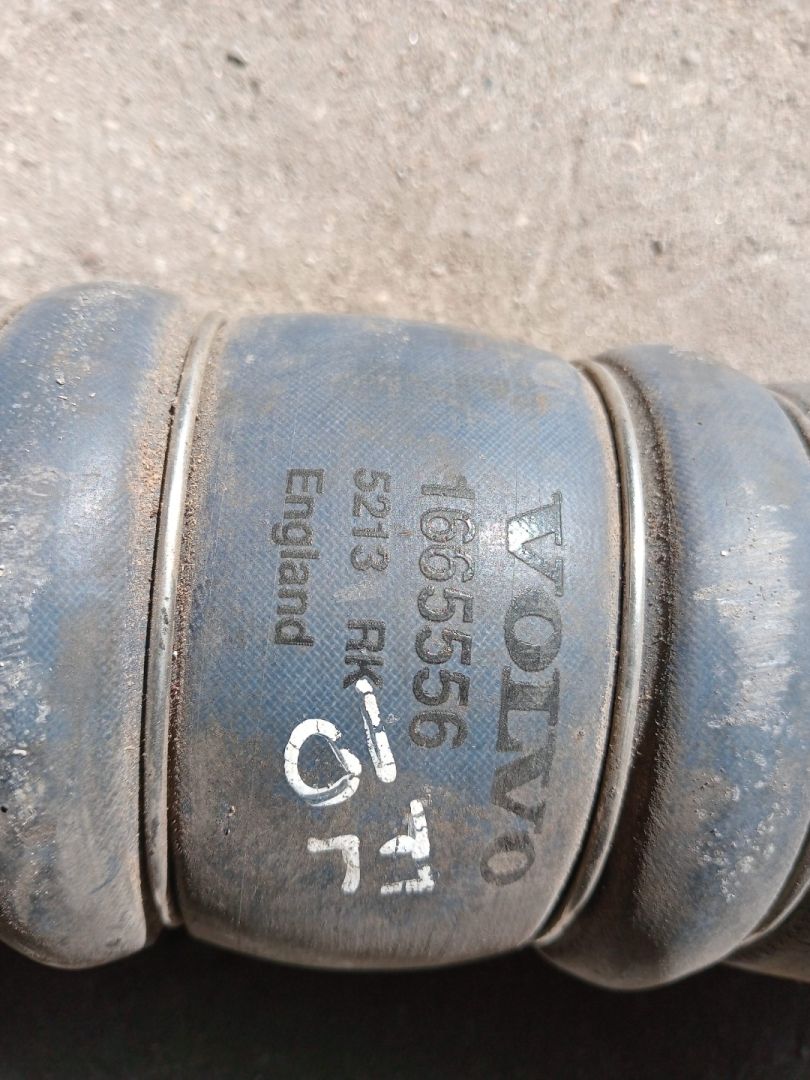 VOLVO
1665556
5213 RK
England